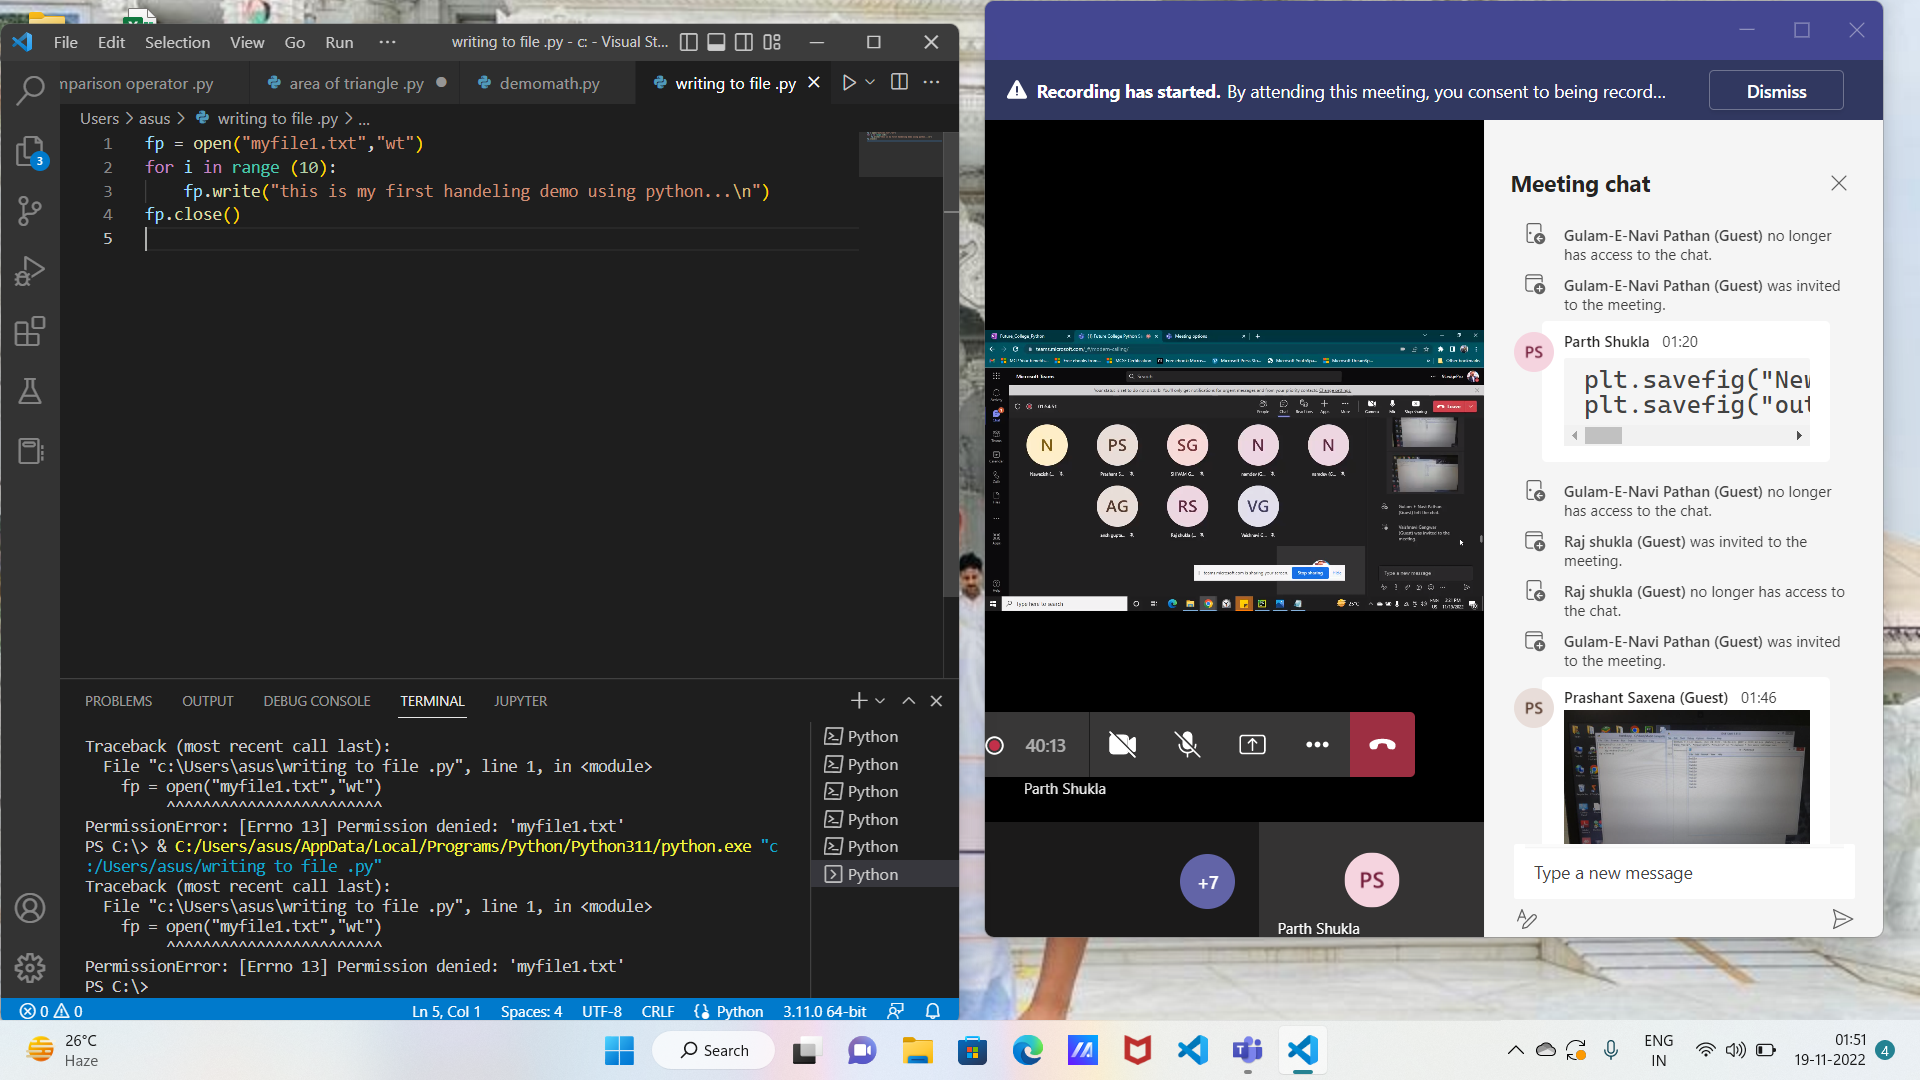 File Edit Selection View Go Run ··· writing to file .py - c: - Visual St...
mparison operator .py area of triangle .py demomath.py writing to file .py
Users > asus > writing to file .py > ...
1 fp = open("myfile1.txt","wt")
2 for i in range (10):
3 fp.write("this is my first handeling demo using python...\n")
4 fp.close()
5
3
PROBLEMS OUTPUT DEBUG CONSOLE TERMINAL JUPYTER
Traceback (most recent call last):
File "c:\Users\asus\writing to file .py", line 1, in <module>
fp = open("myfile1.txt","wt")
^^^^^^^^^^^^^^^^^^^^^^^^
PermissionError: [Errno 13] Permission denied: 'myfile1.txt'
PS C:\> & C:/Users/asus/AppData/Local/Programs/Python/Python311/python.exe "c
:/Users/asus/writing to file .py"
Traceback (most recent call last):
File "c:\Users\asus\writing to file .py", line 1, in <module>
fp = open("myfile1.txt","wt")
^^^^^^^^^^^^^^^^^^^^^^^^
PermissionError: [Errno 13] Permission denied: 'myfile1.txt'
PS C:\>
Python
Python
Python
Python
Python
Python
0 0 Ln 5, Col 1 Spaces: 4 UTF-8 CRLF Python 3.11.0 64-bit
Recording has started. By attending this meeting, you consent to being record... Dismiss
Microsoft Teams
Search
N PS SG N N
AG RS VG
Type a new message
Stop sharing
Type here to search
40:13
Parth Shukla
+7
PS
Parth Shukla
Meeting chat
Gulam-E-Navi Pathan (Guest) no longer
has access to the chat.
Gulam-E-Navi Pathan (Guest) was invited
to the meeting.
PS Parth Shukla 01:20
plt.savefig("New
plt.savefig("out
Gulam-E-Navi Pathan (Guest) no longer
has access to the chat.
Raj shukla (Guest) was invited to the
meeting.
Raj shukla (Guest) no longer has access to
the chat.
Gulam-E-Navi Pathan (Guest) was invited
to the meeting.
PS Prashant Saxena (Guest) 01:46
Type a new message
26°C
Haze
Search
ENG
IN
01:51
19-11-2022
4